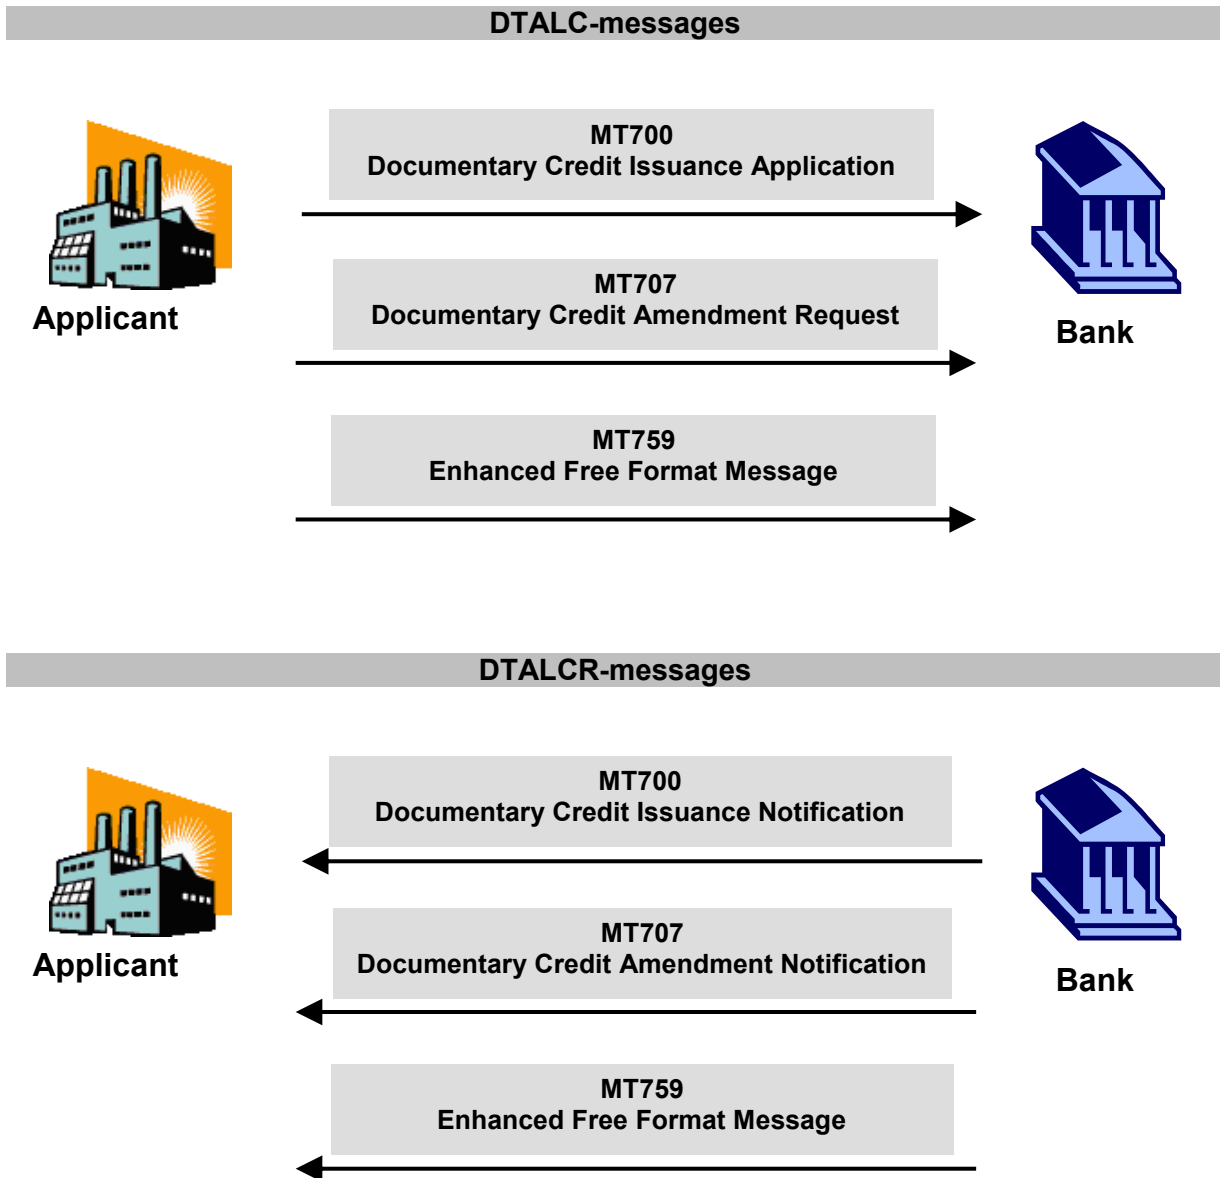 DTALC-messages
MT700
Documentary Credit Issuance Application
Applicant
MT707
Documentary Credit Amendment Request
Bank
MT759
Enhanced Free Format Message
DTALCR-messages
MT700
Documentary Credit Issuance Notification
Applicant
MT707
Documentary Credit Amendment Notification
Bank
MT759
Enhanced Free Format Message